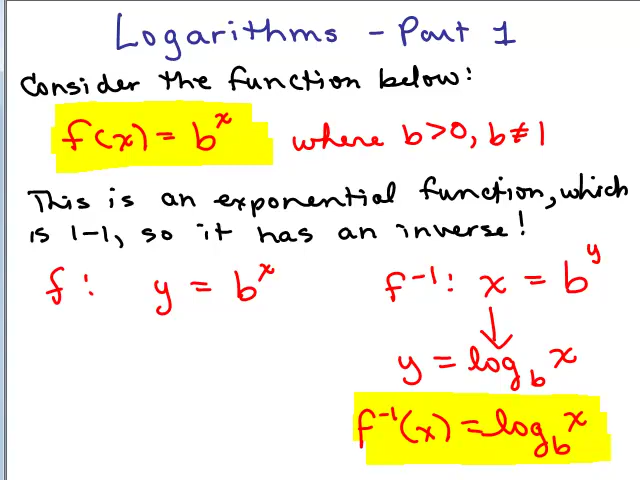 Logarithms - Part 1
Consider the function below:
f(x) = b^x where b>0, b≠1
This is an exponential function, which
is 1-1, so it has an inverse!
f: y = b^x f⁻¹: x = b^y
↓
y = log_b x
f⁻¹(x) = log_b x